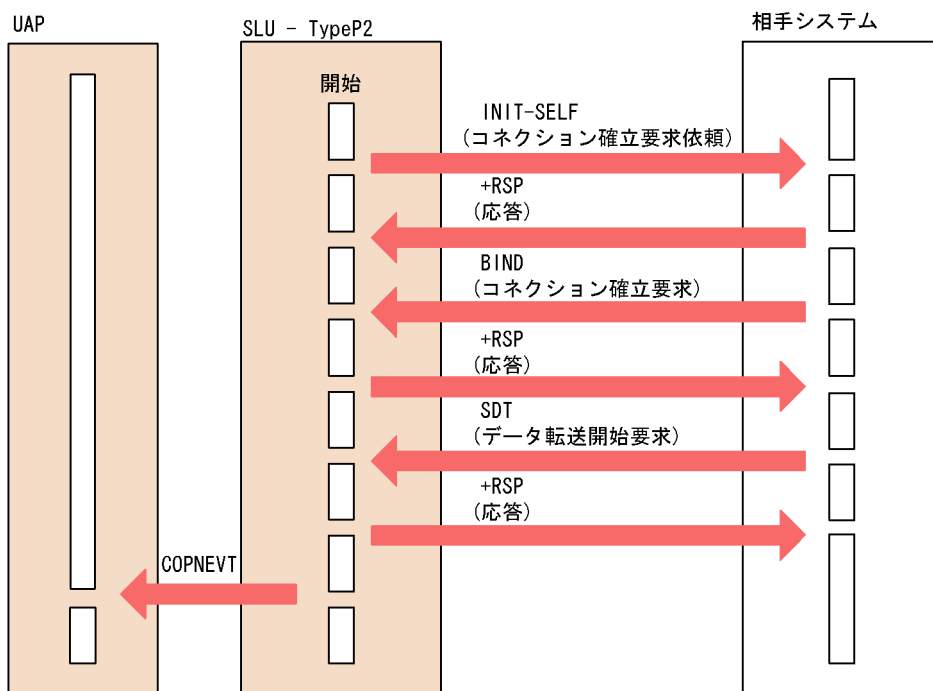 UAP
SLU - TypeP2
相手システム
開始
INIT-SELF
(コネクション確立要求依頼)
+RSP
(応答)
BIND
(コネクション確立要求)
+RSP
(応答)
SDT
(データ転送開始要求)
+RSP
(応答)
COPNEVT